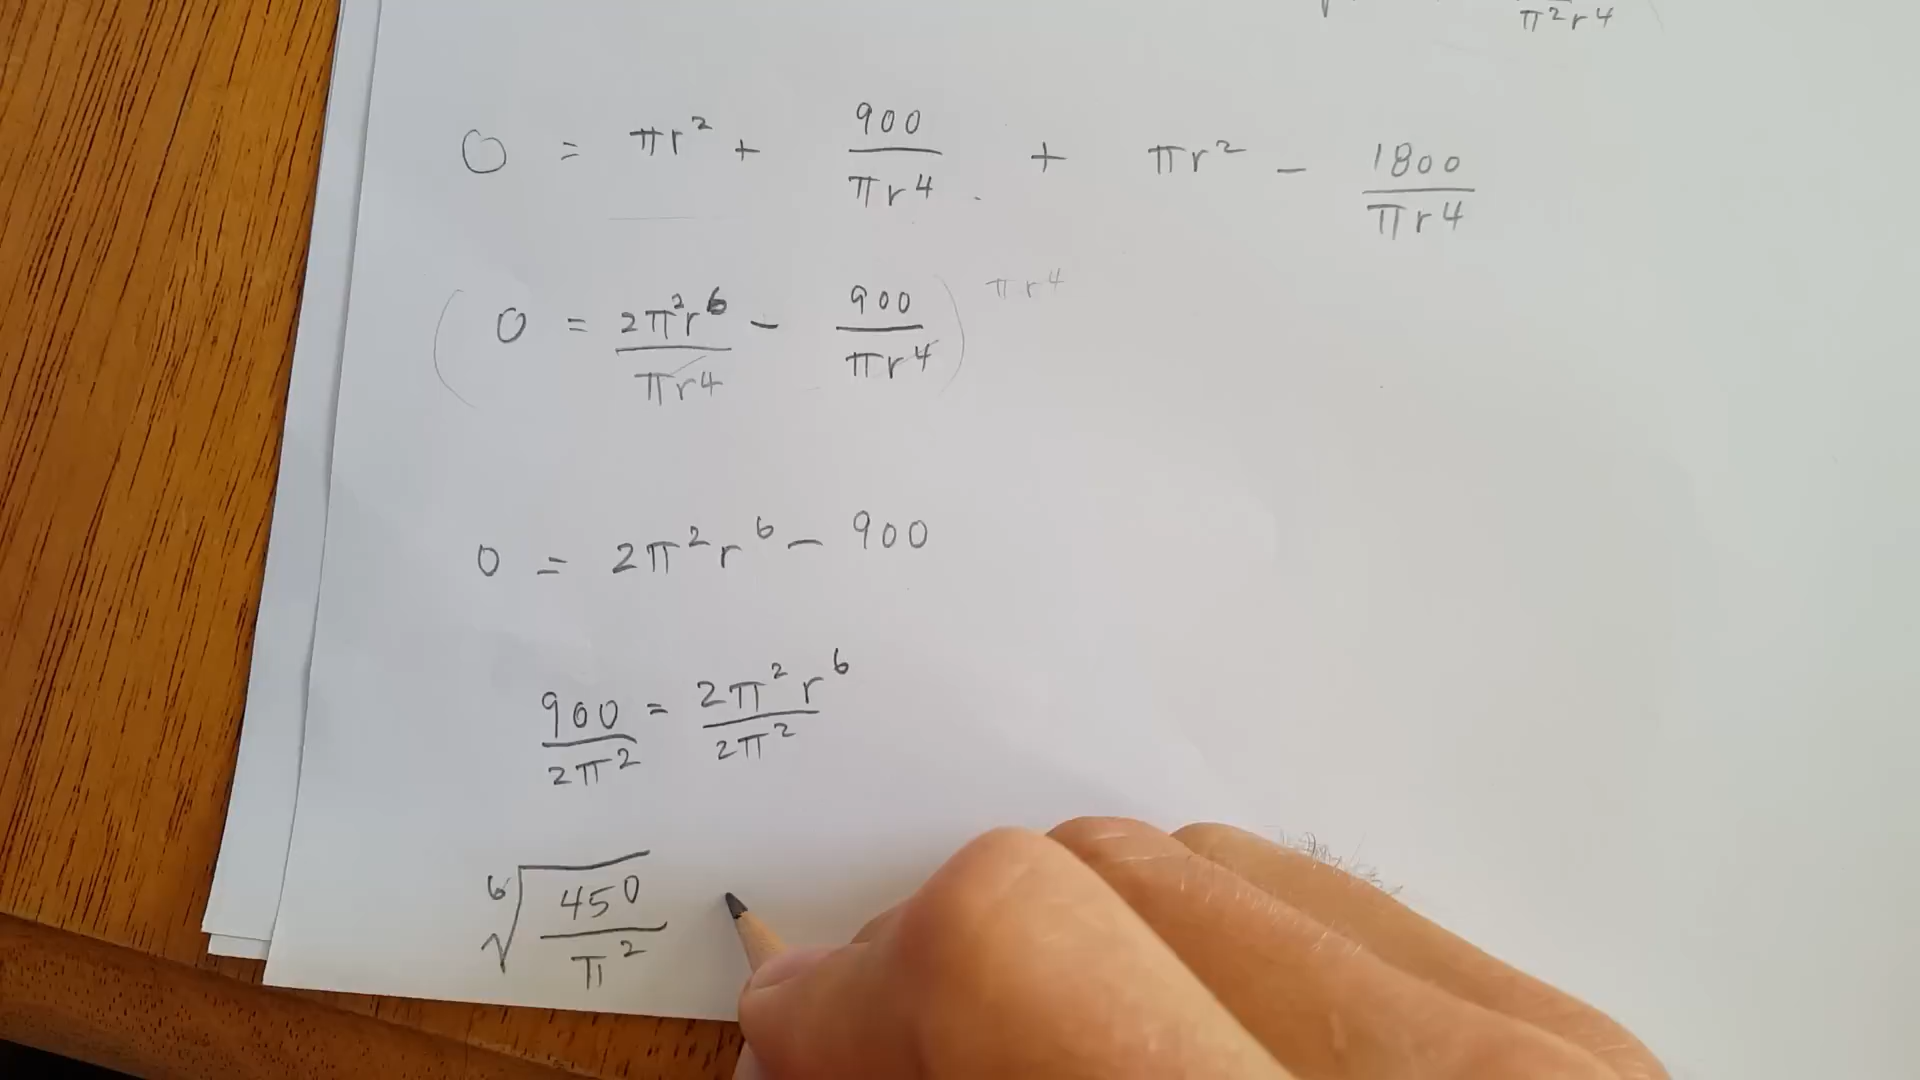 π²r⁴
0 = πr² + 900/πr⁴ + πr² - 1800/πr⁴
(0 = 2π²r⁶/πr⁴ - 900/πr⁴) πr⁴
0 = 2π²r⁶ - 900
900/2π² = 2π²r⁶/2π²
⁶√(450/π²)